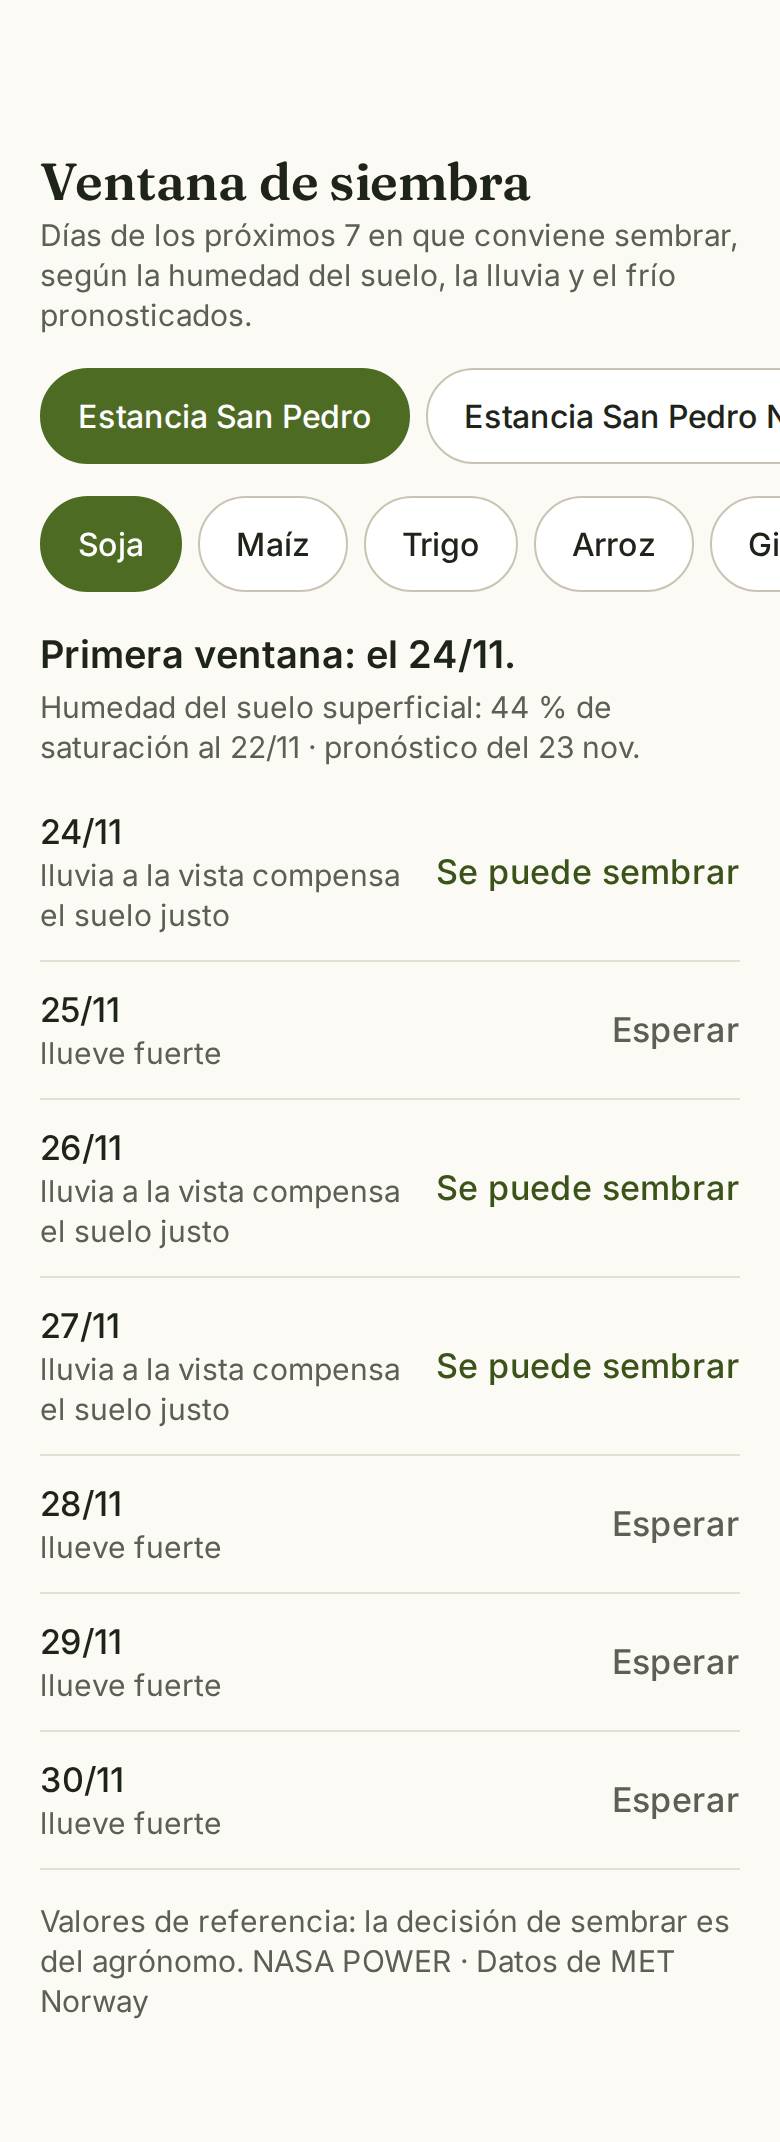 Ventana de siembra
Días de los próximos 7 en que conviene sembrar,
según la humedad del suelo, la lluvia y el frío
pronosticados.
Estancia San Pedro
Estancia San Pedro
Soja
Maíz
Trigo
Arroz
Primera ventana: el 24/11.
Humedad del suelo superficial: 44 % de
saturación al 22/11 · pronóstico del 23 nov.
24/11
lluvia a la vista compensa
el suelo justo
Se puede sembrar
25/11
llueve fuerte
Esperar
26/11
lluvia a la vista compensa
el suelo justo
Se puede sembrar
27/11
lluvia a la vista compensa
el suelo justo
Se puede sembrar
28/11
llueve fuerte
Esperar
29/11
llueve fuerte
Esperar
30/11
llueve fuerte
Esperar
Valores de referencia: la decisión de sembrar es
del agrónomo. NASA POWER · Datos de MET
Norway